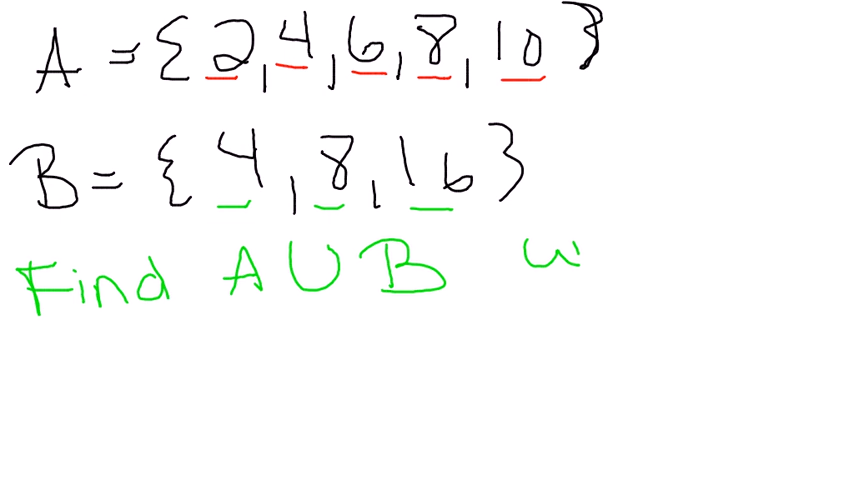 A = {2, 4, 6, 8, 10}
B = {4, 8, 16}
Find A ∪ B